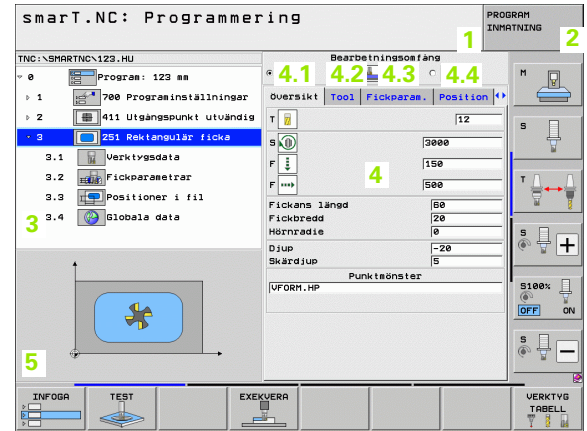 smarT.NC: Programmering
PROGRAM
INMATNING
1
2
TNC:\SMARTNC\123.HU
0 Program: 123 mm
1 700 Programinställningar
2 411 Utgångspunkt utvändig
3 251 Rektangulär ficka
3.1 Verktygsdata
3.2 Fickparametrar
3.3 Positioner i fil
3.4 Globala data
3
5
Bearbetningsomfång
4.1 4.2 4.3 4.4
Översikt Tool Fickparam. Position
T 12
S 3000
F 150
F 500
4
Fickans längd 60
Fickbredd 20
Hörnradie 0
Djup -20
Skärdjup 5
Punktmönster
VFORM.HP
M
S
T
S
S100%
OFF ON
S
INFOGA
TEST
EXEKVERA
VERKTYG
TABELL